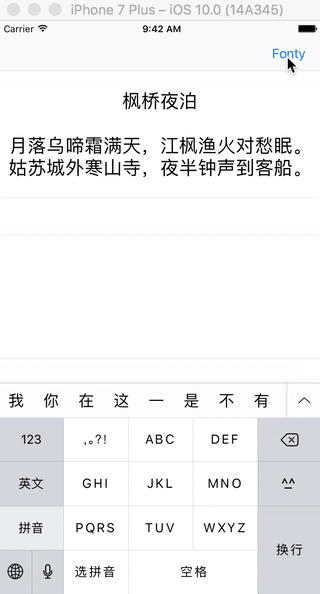 iPhone 7 Plus – iOS 10.0 (14A345)
Carrier 9:42 AM
Fonty
枫桥夜泊
月落乌啼霜满天，江枫渔火对愁眠。
姑苏城外寒山寺，夜半钟声到客船。
我 你 在 这 一 是 不 有
123 ,。?! ABC DEF
英文 GHI JKL MNO ^^
拼音 PQRS TUV WXYZ
换行
选拼音 空格